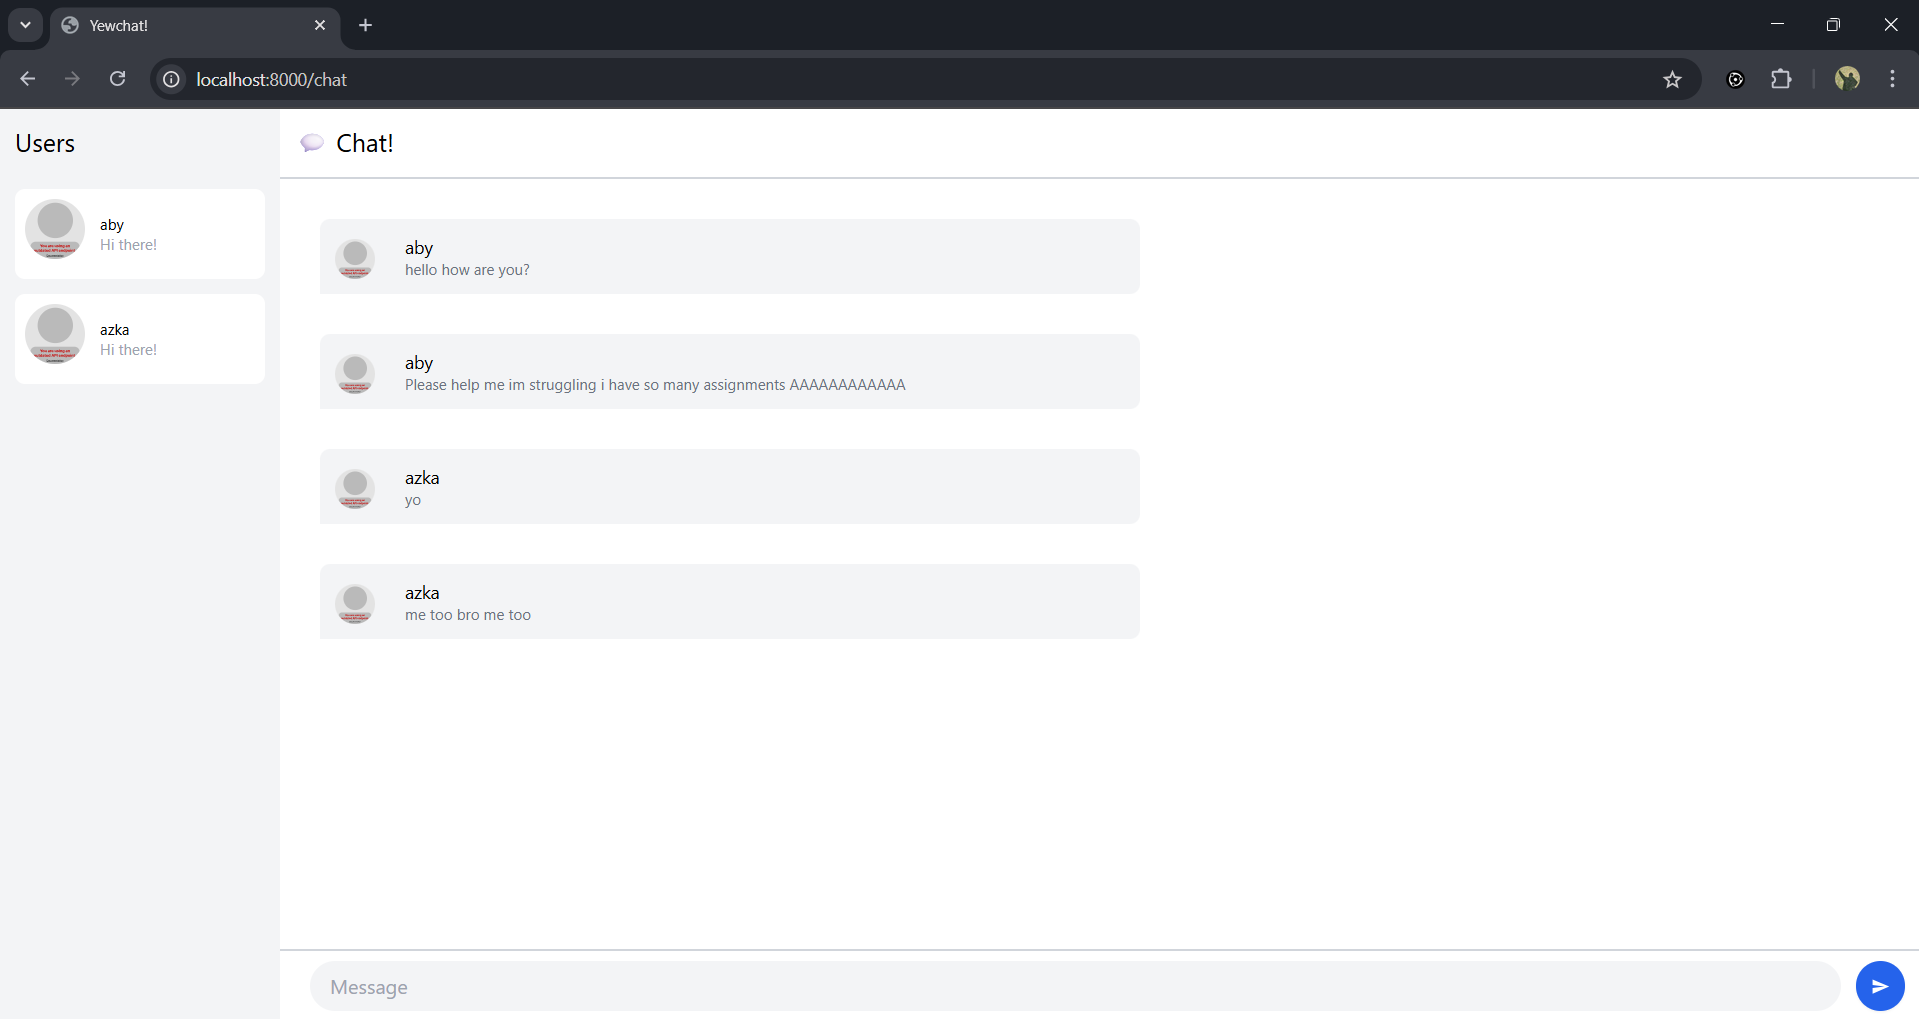 Yewchat!
localhost:8000/chat
Users
aby
Hi there!
azka
Hi there!
Chat!
aby
hello how are you?
aby
Please help me im struggling i have so many assignments AAAAAAAAAAAA
azka
yo
azka
me too bro me too
Message